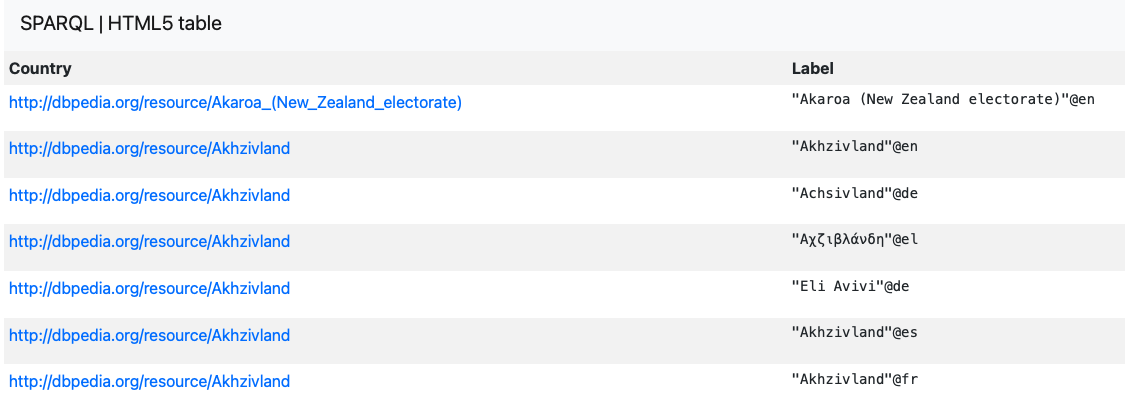 SPARQL | HTML5 table
Country Label
http://dbpedia.org/resource/Akaroa_(New_Zealand_electorate) "Akaroa (New Zealand electorate)"@en
http://dbpedia.org/resource/Akhzivland "Akhzivland"@en
http://dbpedia.org/resource/Akhzivland "Achsivland"@de
http://dbpedia.org/resource/Akhzivland "Αχζιβλάνδη"@el
http://dbpedia.org/resource/Akhzivland "Eli Avivi"@de
http://dbpedia.org/resource/Akhzivland "Akhzivland"@es
http://dbpedia.org/resource/Akhzivland "Akhzivland"@fr